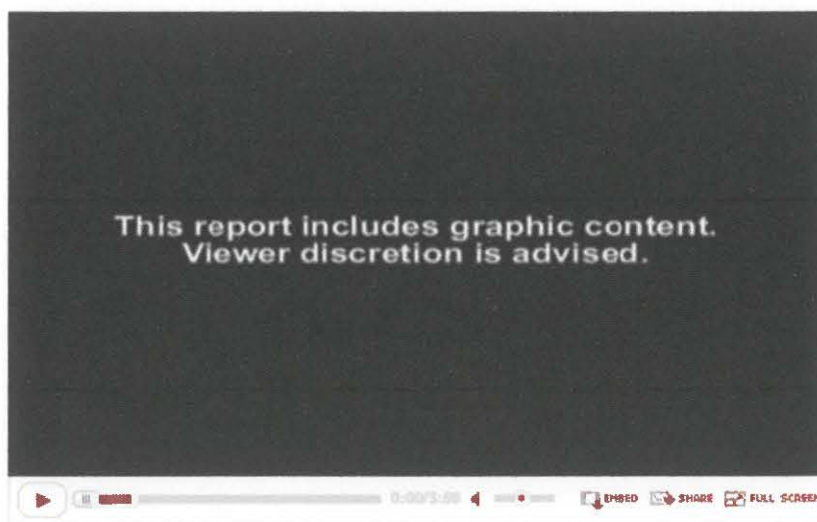 This report includes graphic content.
Viewer discretion is advised.
EMBED SHARE FULL SCREEN